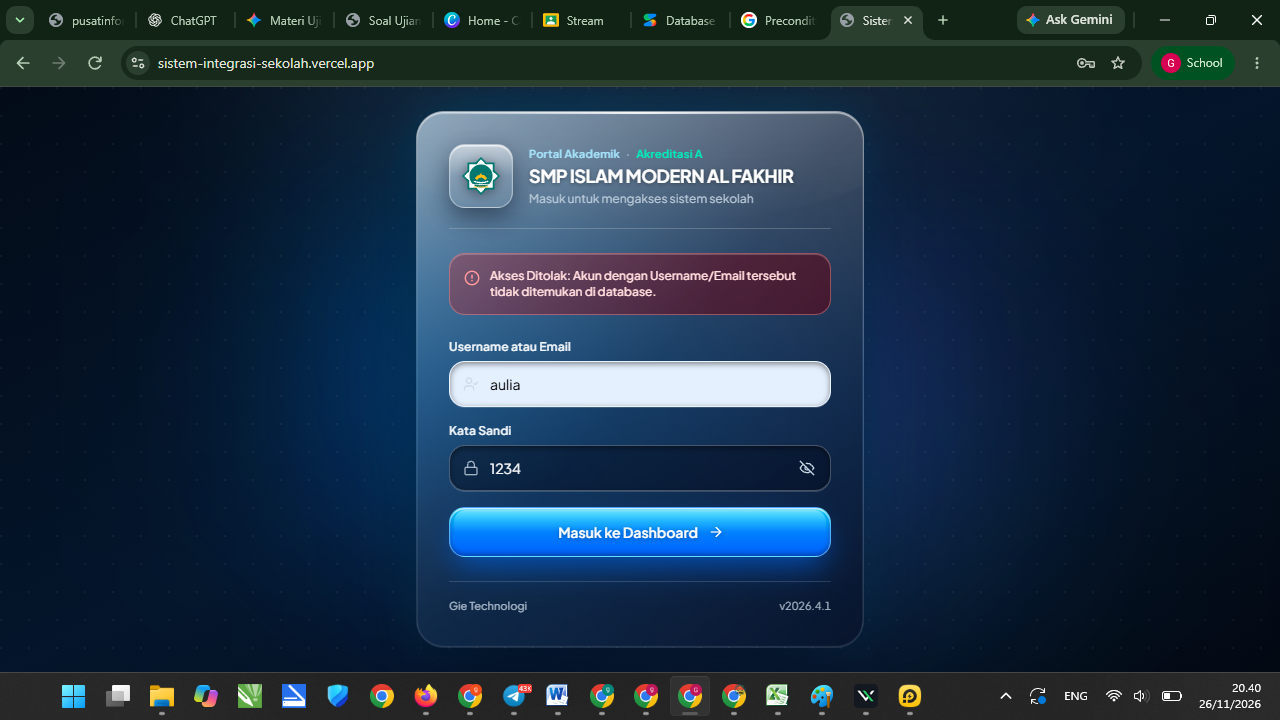 pusatinfor
ChatGPT
Materi Uji
Soal Ujian
Home - C
Stream
Database
Precondit
Sister
Ask Gemini
sistem-integrasi-sekolah.vercel.app
G School
Portal Akademik · Akreditasi A
SMP ISLAM MODERN AL FAKHIR
Masuk untuk mengakses sistem sekolah
Akses Ditolak: Akun dengan Username/Email tersebut
tidak ditemukan di database.
Username atau Email
aulia
Kata Sandi
1234
Masuk ke Dashboard →
Gie Technologi
v2026.4.1
43K
ENG
20.40
26/11/2026